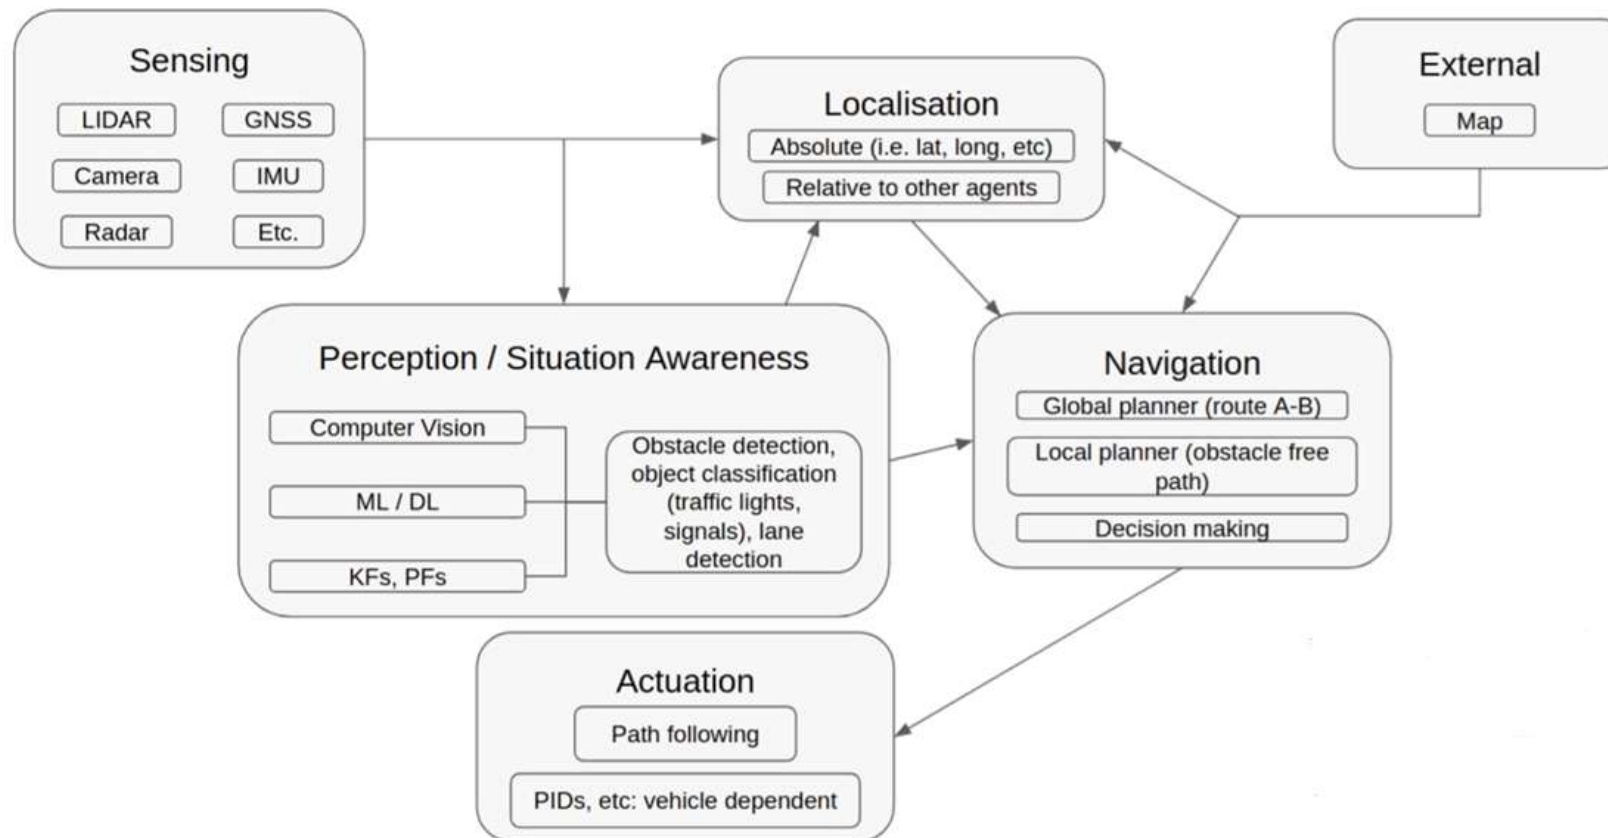 Sensing
LIDAR
GNSS
Camera
IMU
Radar
Etc.
Localisation
Absolute (i.e. lat, long, etc)
Relative to other agents
External
Map
Perception / Situation Awareness
Computer Vision
ML / DL
KFs, PFs
Obstacle detection,
object classification
(traffic lights,
signals), lane
detection
Navigation
Global planner (route A-B)
Local planner (obstacle free
path)
Decision making
Actuation
Path following
PIDs, etc: vehicle dependent